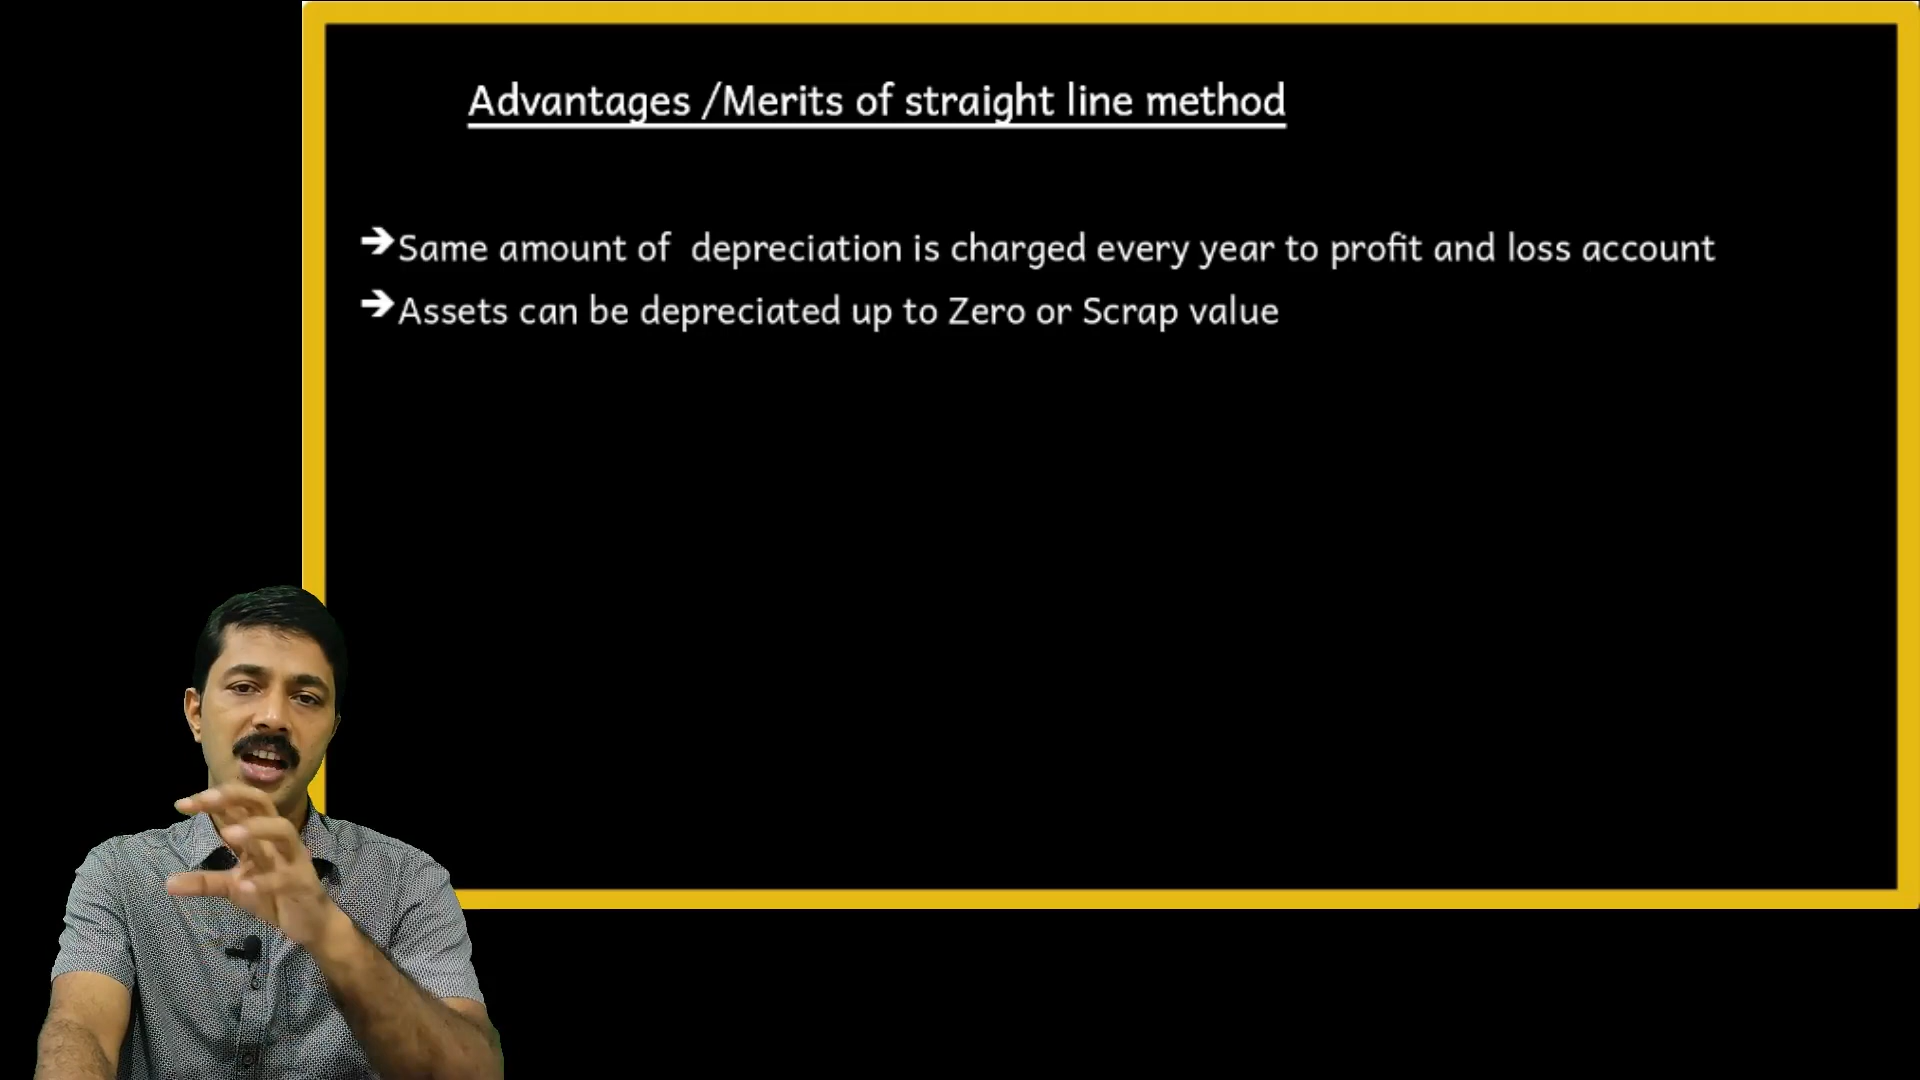 Advantages /Merits of straight line method
➔Same amount of depreciation is charged every year to profit and loss account
➔Assets can be depreciated up to Zero or Scrap value